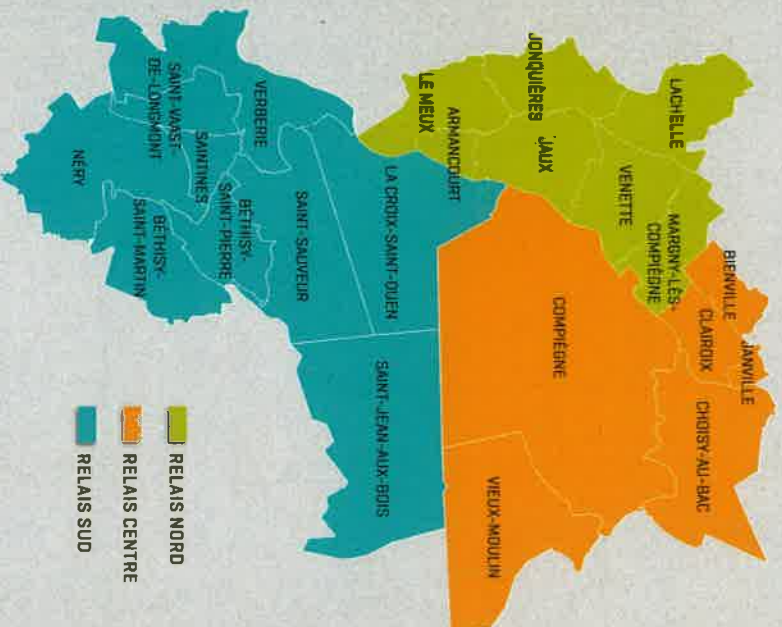 LACHELLE
JONQUIÈRES
MARGNY-LÈS-
COMPIÈGNE
VENETTE
JAUX
ARMANCOURT
LE MEUX
BIENVILLE
JANVILLE
CLAIROIX
CHOISY-AU-BAC
COMPIÈGNE
VIEUX-MOULIN
LA CROIX-SAINT-OUEN
SAINT-JEAN-AUX-BOIS
SAINT-SAUVEUR
VERBERIE
BÉTHISY-
SAINT-PIERRE
SAINTINES
SAINT-VAAST-
DE-LONGMONT
BÉTHISY-
SAINT-MARTIN
NÉRY
RELAIS NORD
RELAIS CENTRE
RELAIS SUD